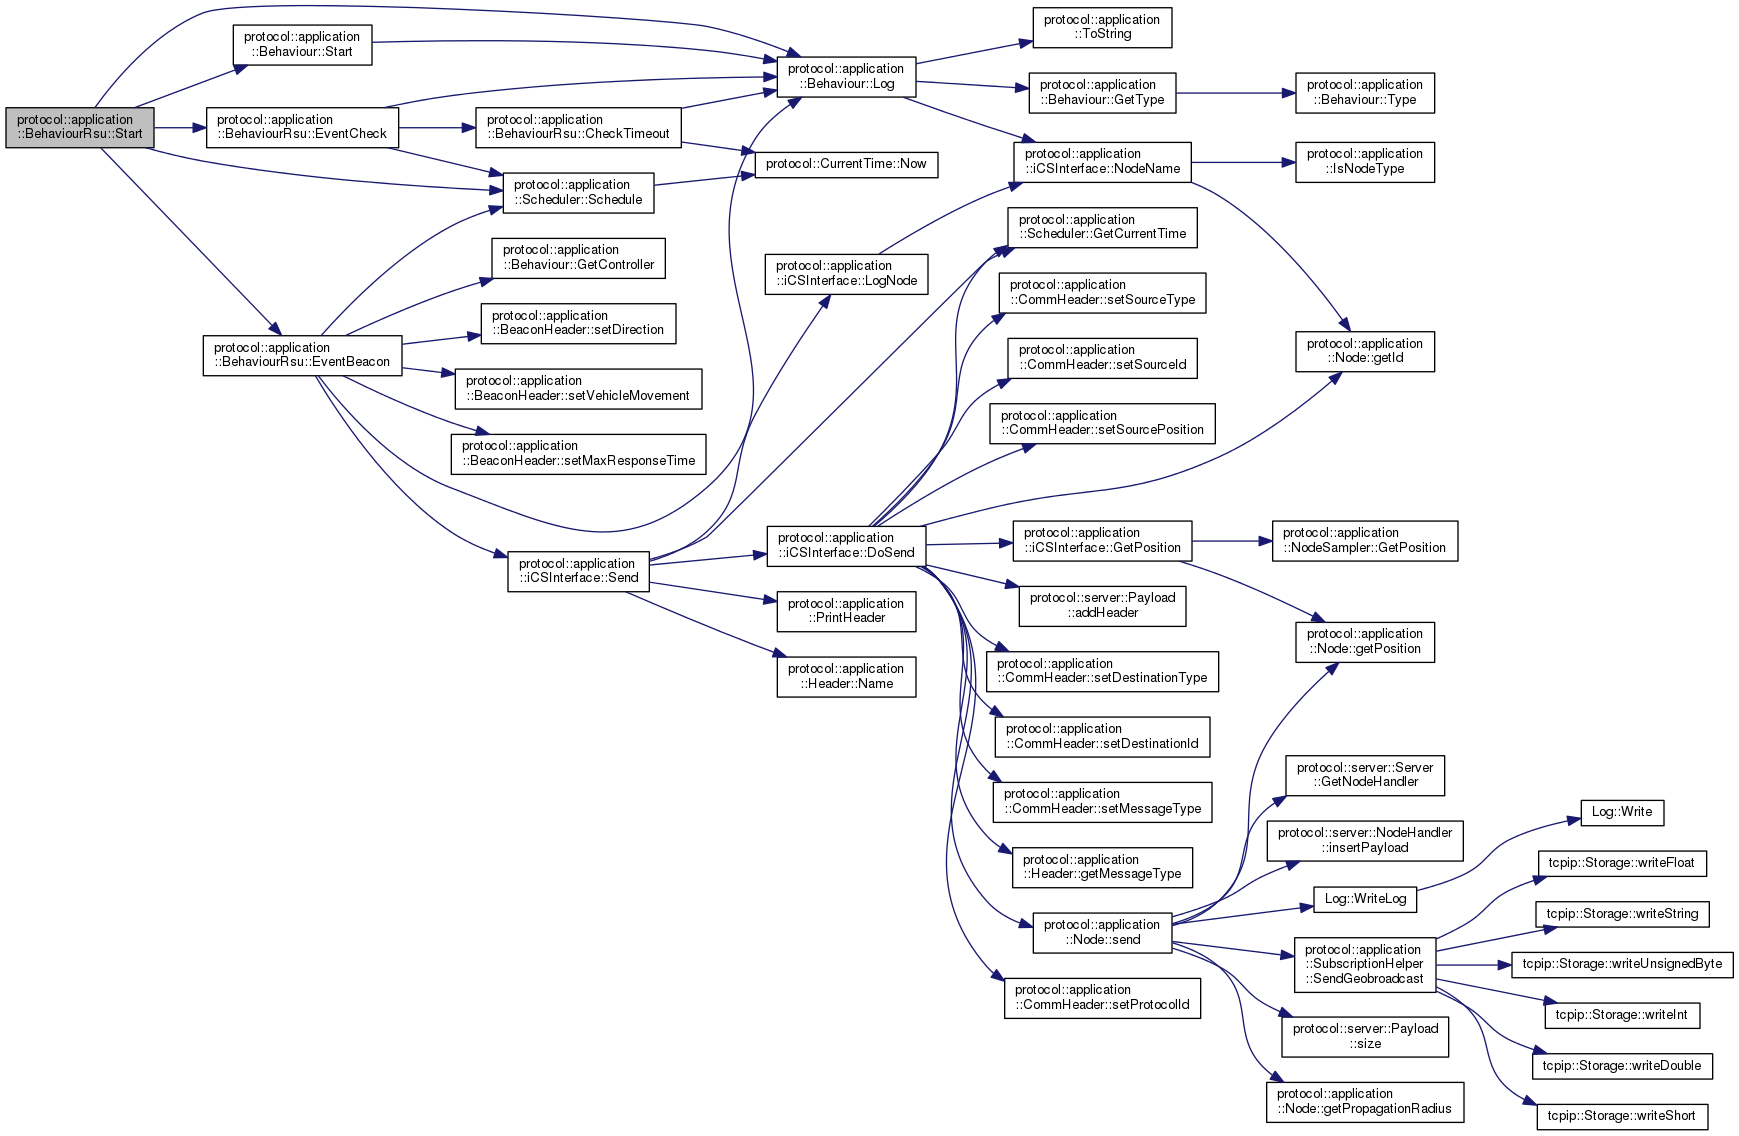 protocol::application
::BehaviourRsu::Start
protocol::application
::Behaviour::Start
protocol::application
::BehaviourRsu::EventCheck
protocol::application
::BehaviourRsu::EventBeacon
protocol::application
::BehaviourRsu::CheckTimeout
protocol::application
::Scheduler::Schedule
protocol::application
::Behaviour::GetController
protocol::application
::BeaconHeader::setDirection
protocol::application
::BeaconHeader::setVehicleMovement
protocol::application
::BeaconHeader::setMaxResponseTime
protocol::application
::iCSInterface::Send
protocol::application
::Behaviour::Log
protocol::CurrentTime::Now
protocol::application
::iCSInterface::LogNode
protocol::application
::iCSInterface::DoSend
protocol::application
::PrintHeader
protocol::application
::Header::Name
protocol::application
::ToString
protocol::application
::Behaviour::GetType
protocol::application
::iCSInterface::NodeName
protocol::application
::Scheduler::GetCurrentTime
protocol::application
::CommHeader::setSourceType
protocol::application
::CommHeader::setSourceId
protocol::application
::CommHeader::setSourcePosition
protocol::application
::iCSInterface::GetPosition
protocol::server::Payload
::addHeader
protocol::application
::CommHeader::setDestinationType
protocol::application
::CommHeader::setDestinationId
protocol::application
::CommHeader::setMessageType
protocol::application
::Header::getMessageType
protocol::application
::Node::send
protocol::application
::CommHeader::setProtocolId
protocol::application
::Behaviour::Type
protocol::application
::IsNodeType
protocol::application
::Node::getId
protocol::application
::NodeSampler::GetPosition
protocol::application
::Node::getPosition
protocol::server::Server
::GetNodeHandler
protocol::server::NodeHandler
::insertPayload
Log::WriteLog
protocol::application
::SubscriptionHelper
::SendGeobroadcast
protocol::server::Payload
::size
protocol::application
::Node::getPropagationRadius
Log::Write
tcpip::Storage::writeFloat
tcpip::Storage::writeString
tcpip::Storage::writeUnsignedByte
tcpip::Storage::writeInt
tcpip::Storage::writeDouble
tcpip::Storage::writeShort